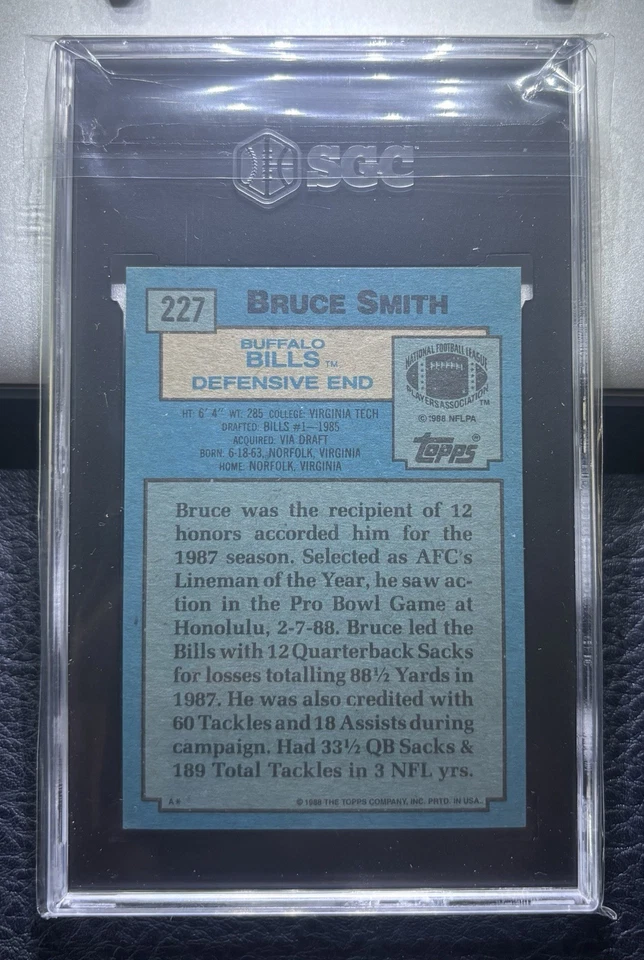 SGC
227
BRUCE SMITH
BUFFALO
BILLS TM
DEFENSIVE END
NATIONAL FOOTBALL LEAGUE
PLAYERS ASSOCIATION
TM
© 1988 NFLPA
Topps®
HT: 6' 4" WT: 285 COLLEGE: VIRGINIA TECH
DRAFTED: BILLS #1—1985
ACQUIRED: VIA DRAFT
BORN: 6-18-63, NORFOLK, VIRGINIA
HOME: NORFOLK, VIRGINIA
Bruce was the recipient of 12
honors accorded him for the
1987 season. Selected as AFC's
Lineman of the Year, he saw ac-
tion in the Pro Bowl Game at
Honolulu, 2-7-88. Bruce led the
Bills with 12 Quarterback Sacks
for losses totalling 88½ Yards in
1987. He was also credited with
60 Tackles and 18 Assists during
campaign. Had 33½ QB Sacks &
189 Total Tackles in 3 NFL yrs.
A*
© 1988 THE TOPPS COMPANY, INC. PRTD. IN USA.